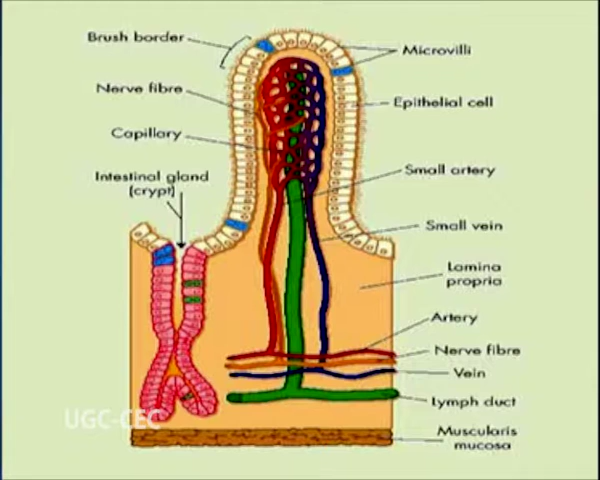 Brush border
Microvilli
Nerve fibre
Epithelial cell
Capillary
Small artery
Intestinal gland
(crypt)
Small vein
Lamina
propria
Artery
Nerve fibre
Vein
Lymph duct
UGC-CEC
Muscularis
mucosa